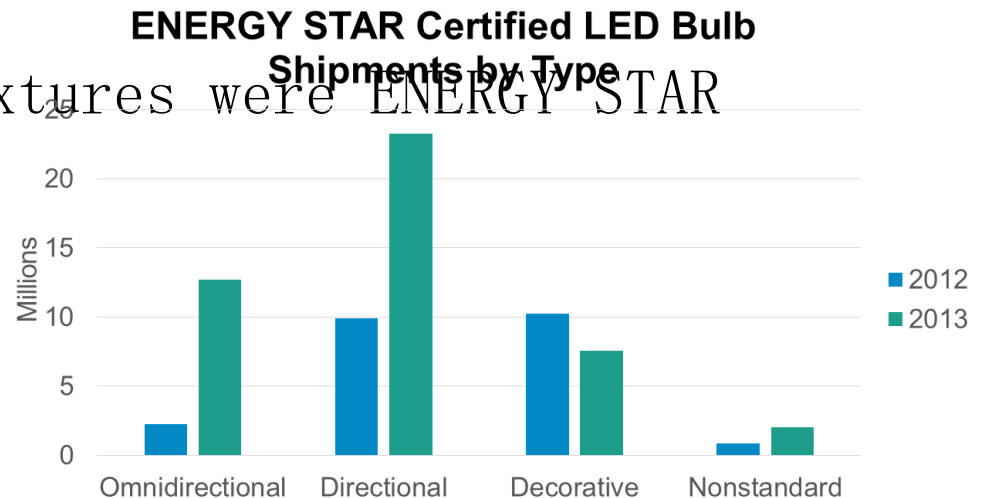 ENERGY STAR Certified LED Bulb
Shipments by Type
xtures were ENERGY STAR
25
20
15
10
5
0
Millions
2012
2013
Omnidirectional Directional Decorative Nonstandard